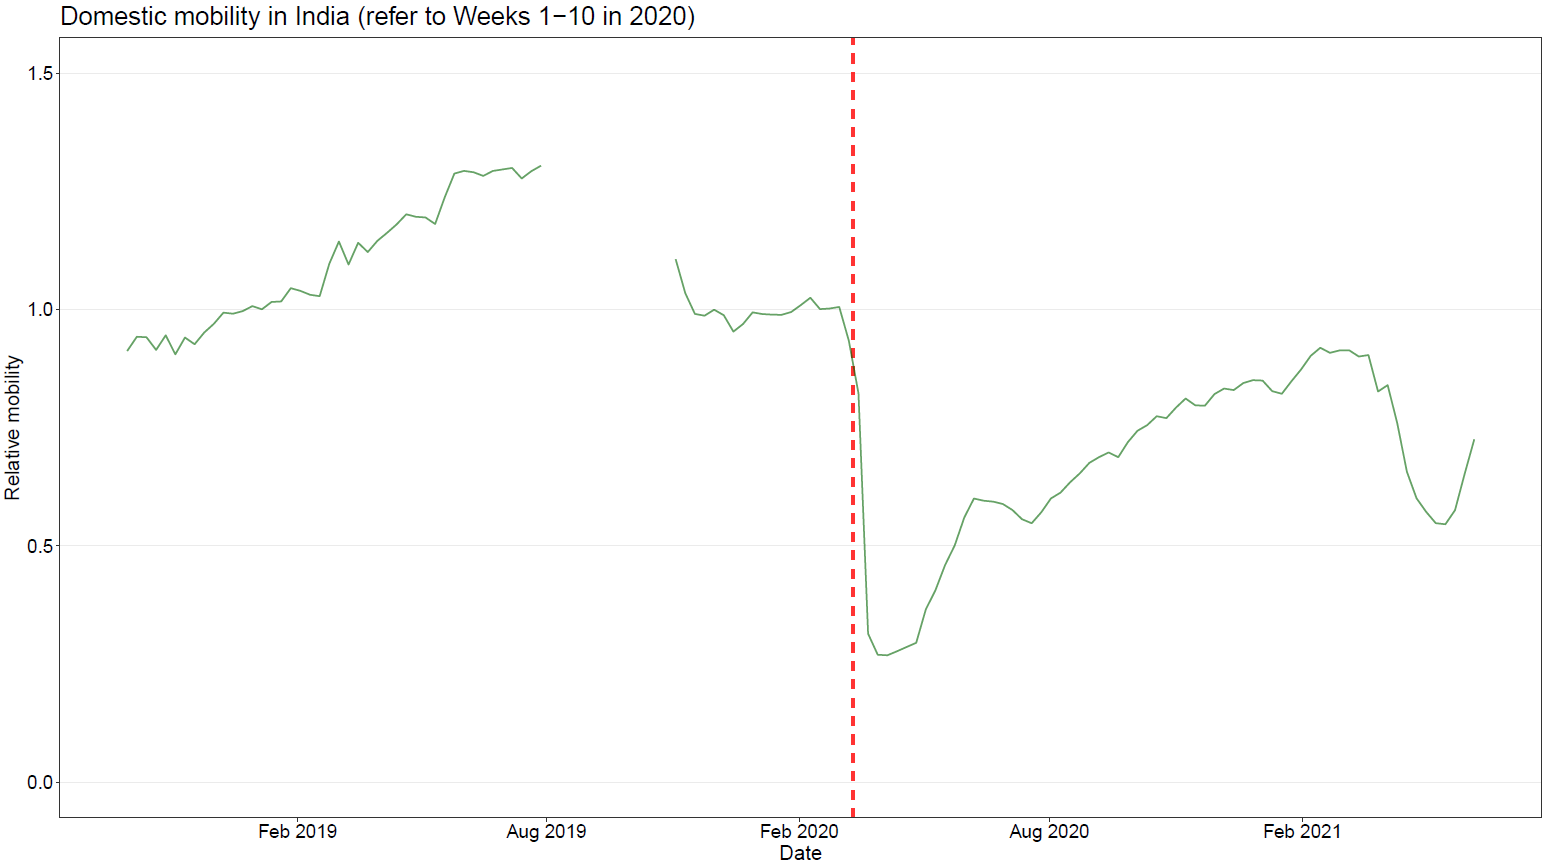 Domestic mobility in India (refer to Weeks 1−10 in 2020)
1.5
1.0
0.5
0.0
Relative mobility
Feb 2019 Aug 2019 Feb 2020 Aug 2020 Feb 2021
Date